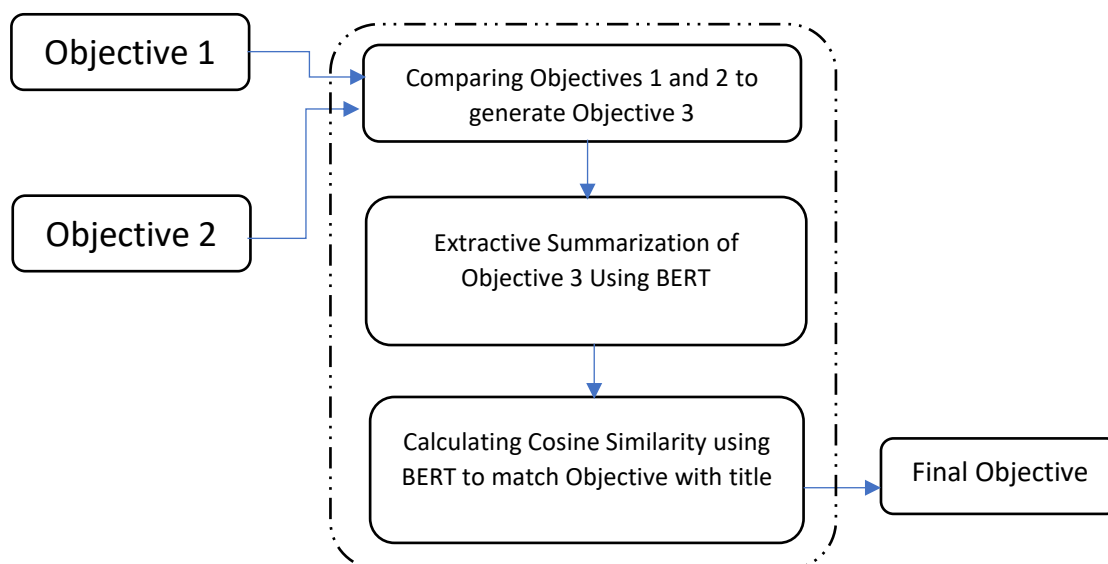 Objective 1
Comparing Objectives 1 and 2 to
generate Objective 3
Objective 2
Extractive Summarization of
Objective 3 Using BERT
Calculating Cosine Similarity using
BERT to match Objective with title
Final Objective